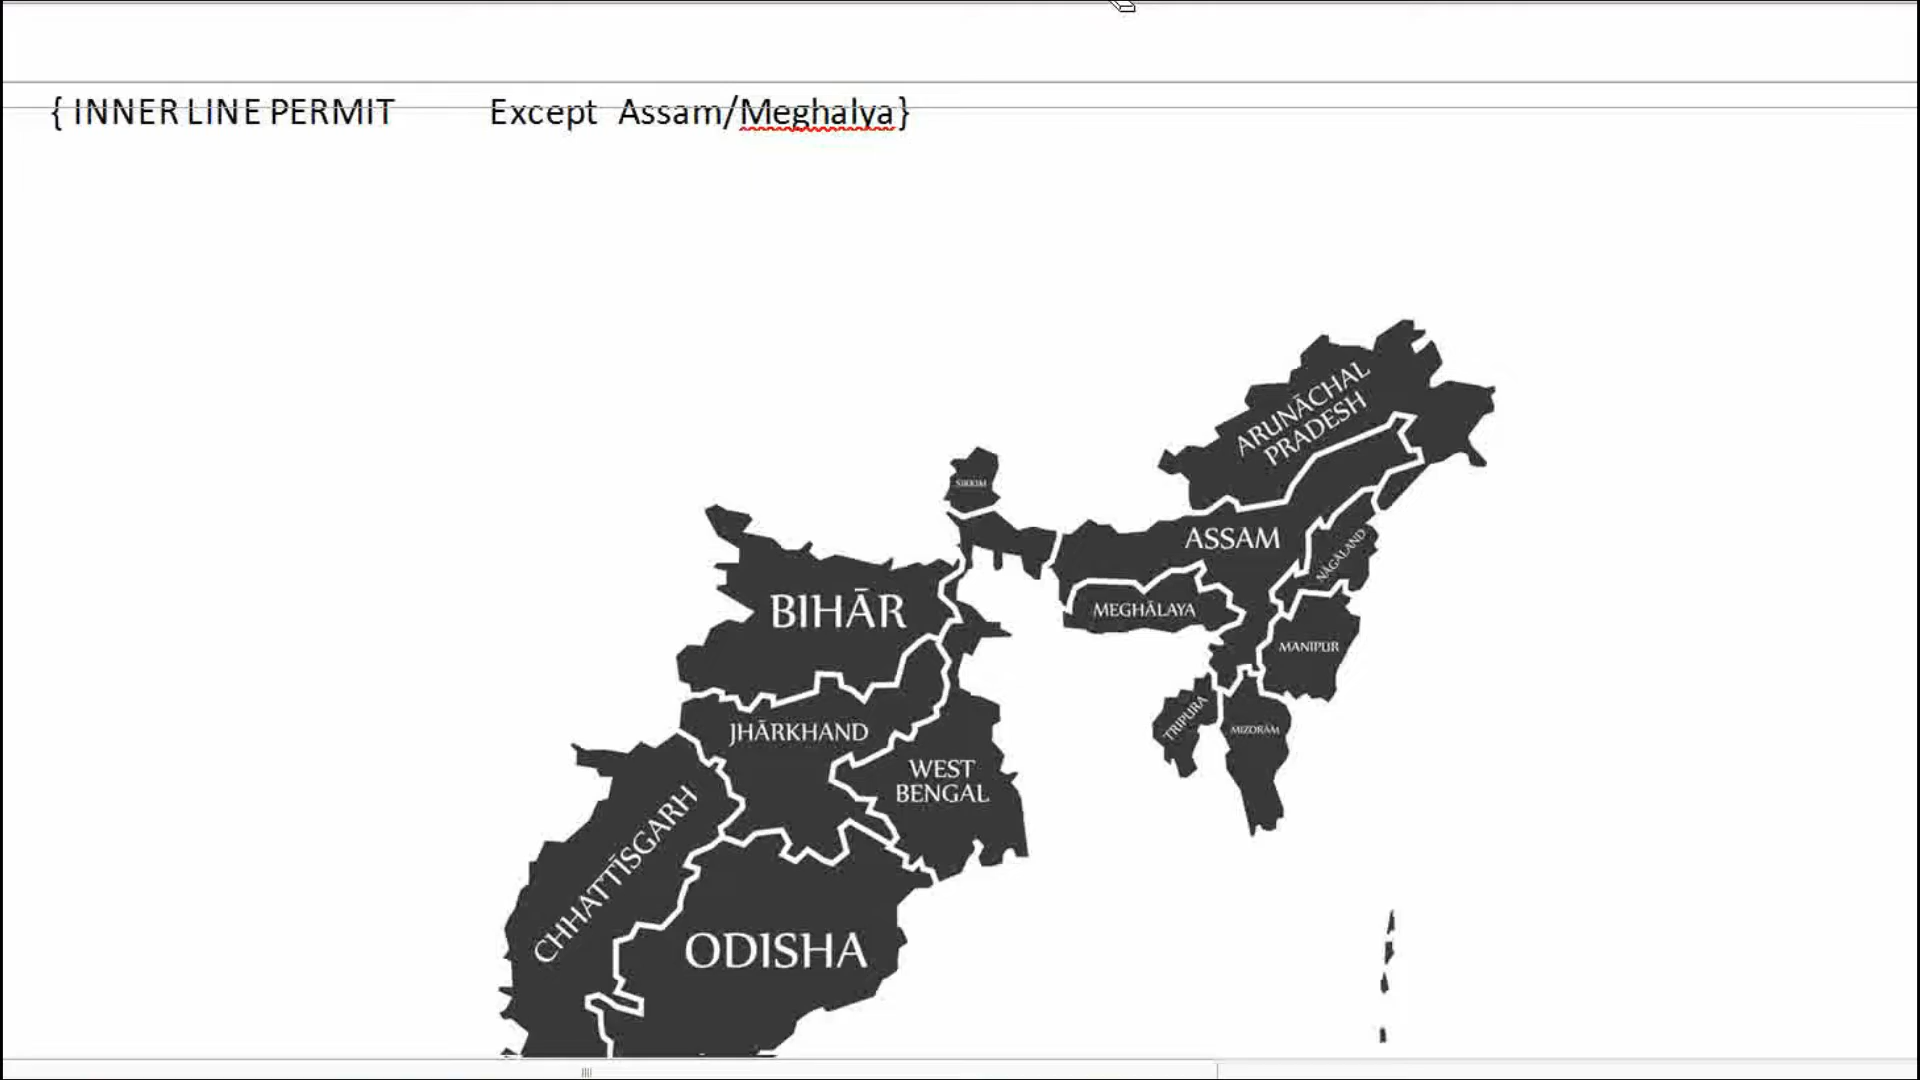 { INNER LINE PERMIT Except Assam/Meghalya}
ARUNĀCHAL
PRADESH
SIKKIM
ASSAM
NĀGĀLAND
BIHĀR
MEGHĀLAYA
MANIPUR
TRIPURA
MIZORĀM
JHĀRKHAND
WEST
BENGAL
CHHATTĪSGARH
ODISHA